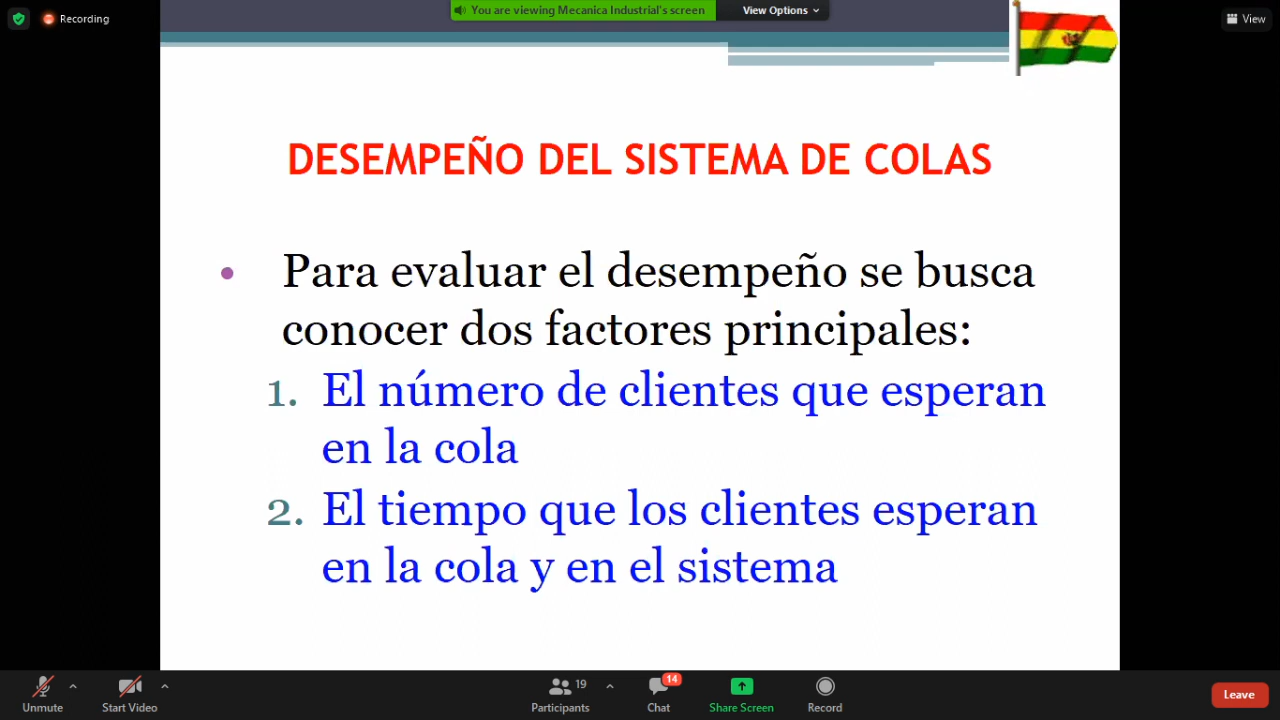 Recording
You are viewing Mecanica Industrial's screen
View Options
View
DESEMPEÑO DEL SISTEMA DE COLAS
• Para evaluar el desempeño se busca
conocer dos factores principales:
1. El número de clientes que esperan
en la cola
2. El tiempo que los clientes esperan
en la cola y en el sistema
Unmute
Start Video
19
Participants
14
Chat
Share Screen
Record
Leave